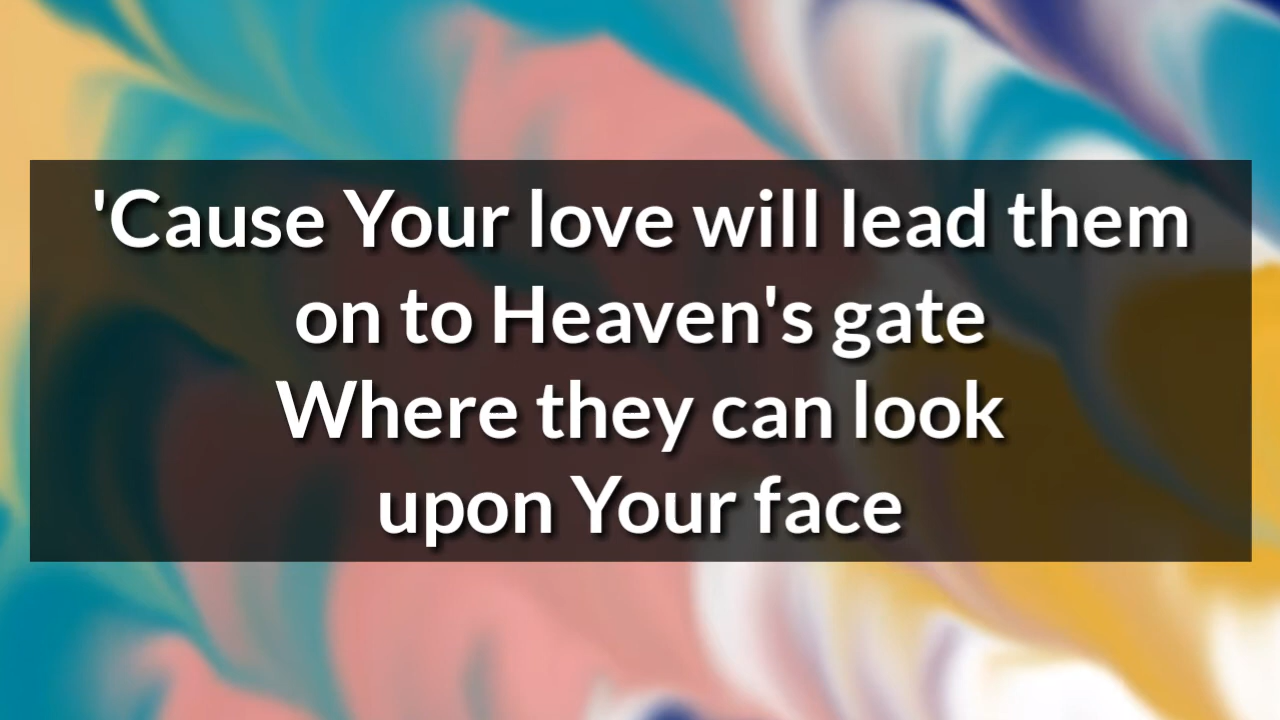 'Cause Your love will lead them
on to Heaven's gate
Where they can look
upon Your face